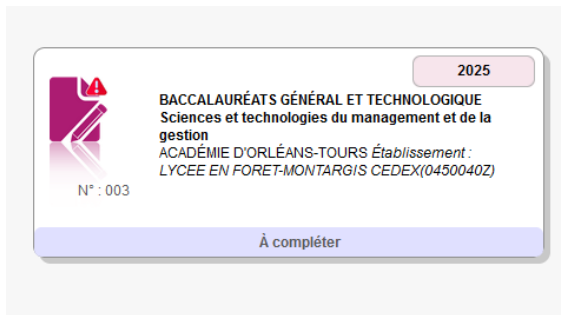 2025
BACCALAURÉATS GÉNÉRAL ET TECHNOLOGIQUE
Sciences et technologies du management et de la
gestion
ACADÉMIE D'ORLÉANS-TOURS Établissement :
LYCEE EN FORET-MONTARGIS CEDEX(0450040Z)
N° : 003
À compléter